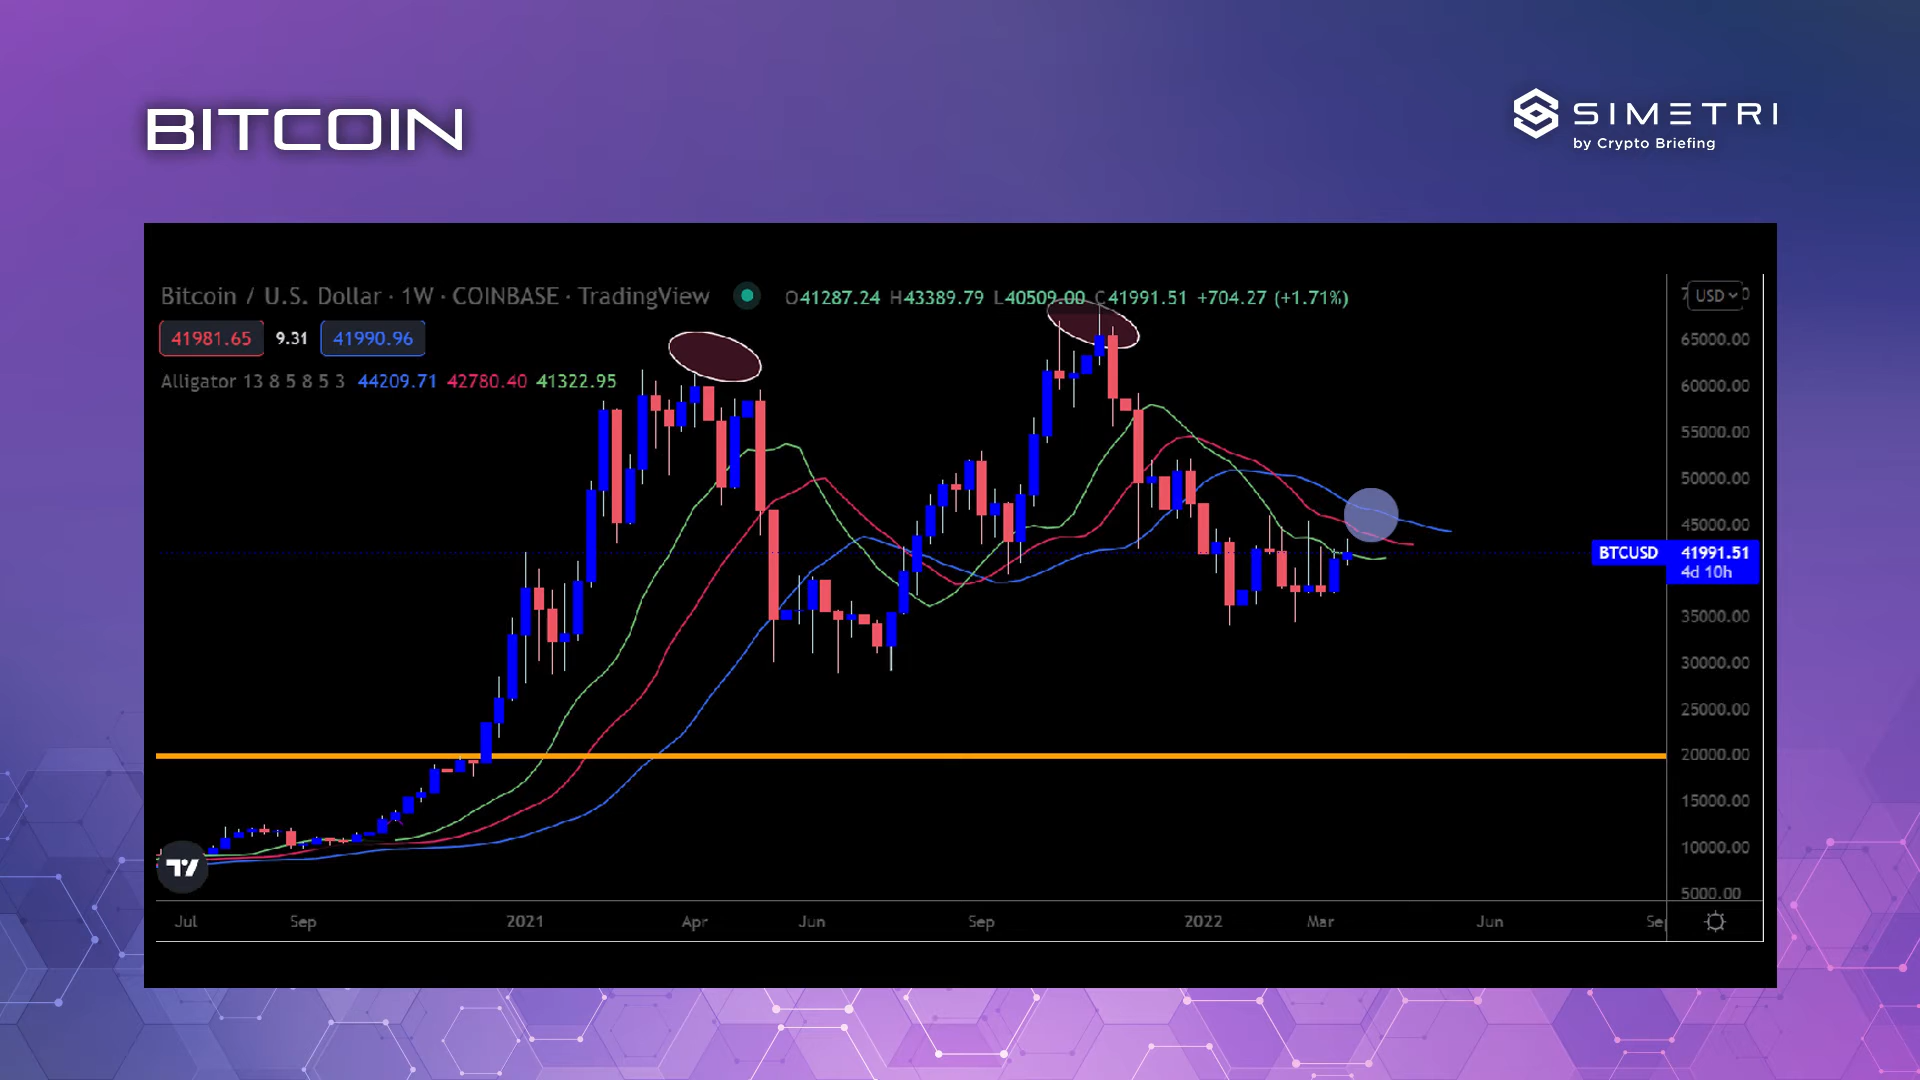 BITCOIN
SIMETRI
by Crypto Briefing
Bitcoin / U.S. Dollar · 1W · COINBASE · TradingView O41287.24 H43389.79 L40509.00 C41991.51 +704.27 (+1.71%)
USD
41981.65 9.31 41990.96
Alligator 13 8 5 8 5 3 44209.71 42780.40 41322.95
65000.00
60000.00
55000.00
50000.00
45000.00
BTCUSD 41991.51
4d 10h
35000.00
30000.00
25000.00
20000.00
15000.00
10000.00
5000.00
Jul Sep 2021 Apr Jun Sep 2022 Mar Jun